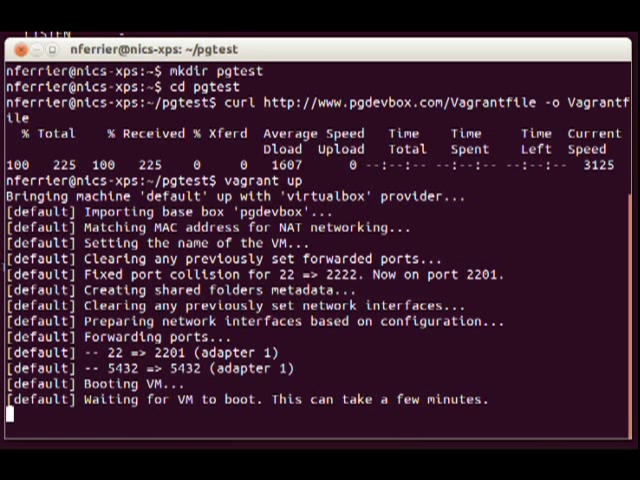 LISTEN
nferrier@nics-xps: ~/pgtest
nferrier@nics-xps:~$ mkdir pgtest
nferrier@nics-xps:~$ cd pgtest
nferrier@nics-xps:~/pgtest$ curl http://www.pgdevbox.com/Vagrantfile -o Vagrantf
ile
% Total % Received % Xferd Average Speed Time Time Time Current
Dload Upload Total Spent Left Speed
100 225 100 225 0 0 1607 0 --:--:-- --:--:-- --:--:-- 3125
nferrier@nics-xps:~/pgtest$ vagrant up
Bringing machine 'default' up with 'virtualbox' provider...
[default] Importing base box 'pgdevbox'...
[default] Matching MAC address for NAT networking...
[default] Setting the name of the VM...
[default] Clearing any previously set forwarded ports...
[default] Fixed port collision for 22 => 2222. Now on port 2201.
[default] Creating shared folders metadata...
[default] Clearing any previously set network interfaces...
[default] Preparing network interfaces based on configuration...
[default] Forwarding ports...
[default] -- 22 => 2201 (adapter 1)
[default] -- 5432 => 5432 (adapter 1)
[default] Booting VM...
[default] Waiting for VM to boot. This can take a few minutes.